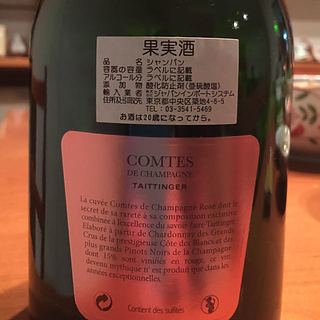 果実酒
品名 シャンパン
容器の容量 ラベルに記載
アルコール分 ラベルに記載
添加物 酸化防止剤(亜硫酸塩)
輸入業者 株式会社ジャパンインポートシステム
住所及引取先 東京都中央区築地4-6-5
TEL 03-3541-5469
お酒は20歳になってから。
COMTES
DE CHAMPAGNE
TAITTINGER
La cuvée Comtes de Champagne Rosé doit le
secret de sa rareté à sa composition exclusive
combinée à l'excellence du savoir-faire Taittinger.
Elaboré à partir de Chardonnay des Grands
Crus de la prestigieuse Côte des Blancs et des
plus grands Pinots Noirs de la Champagne
dont 15% sont vinifiés en rouge, ce vin
devenu mythique n'est produit que dans les
années exceptionnelles.
Contient des sulfites